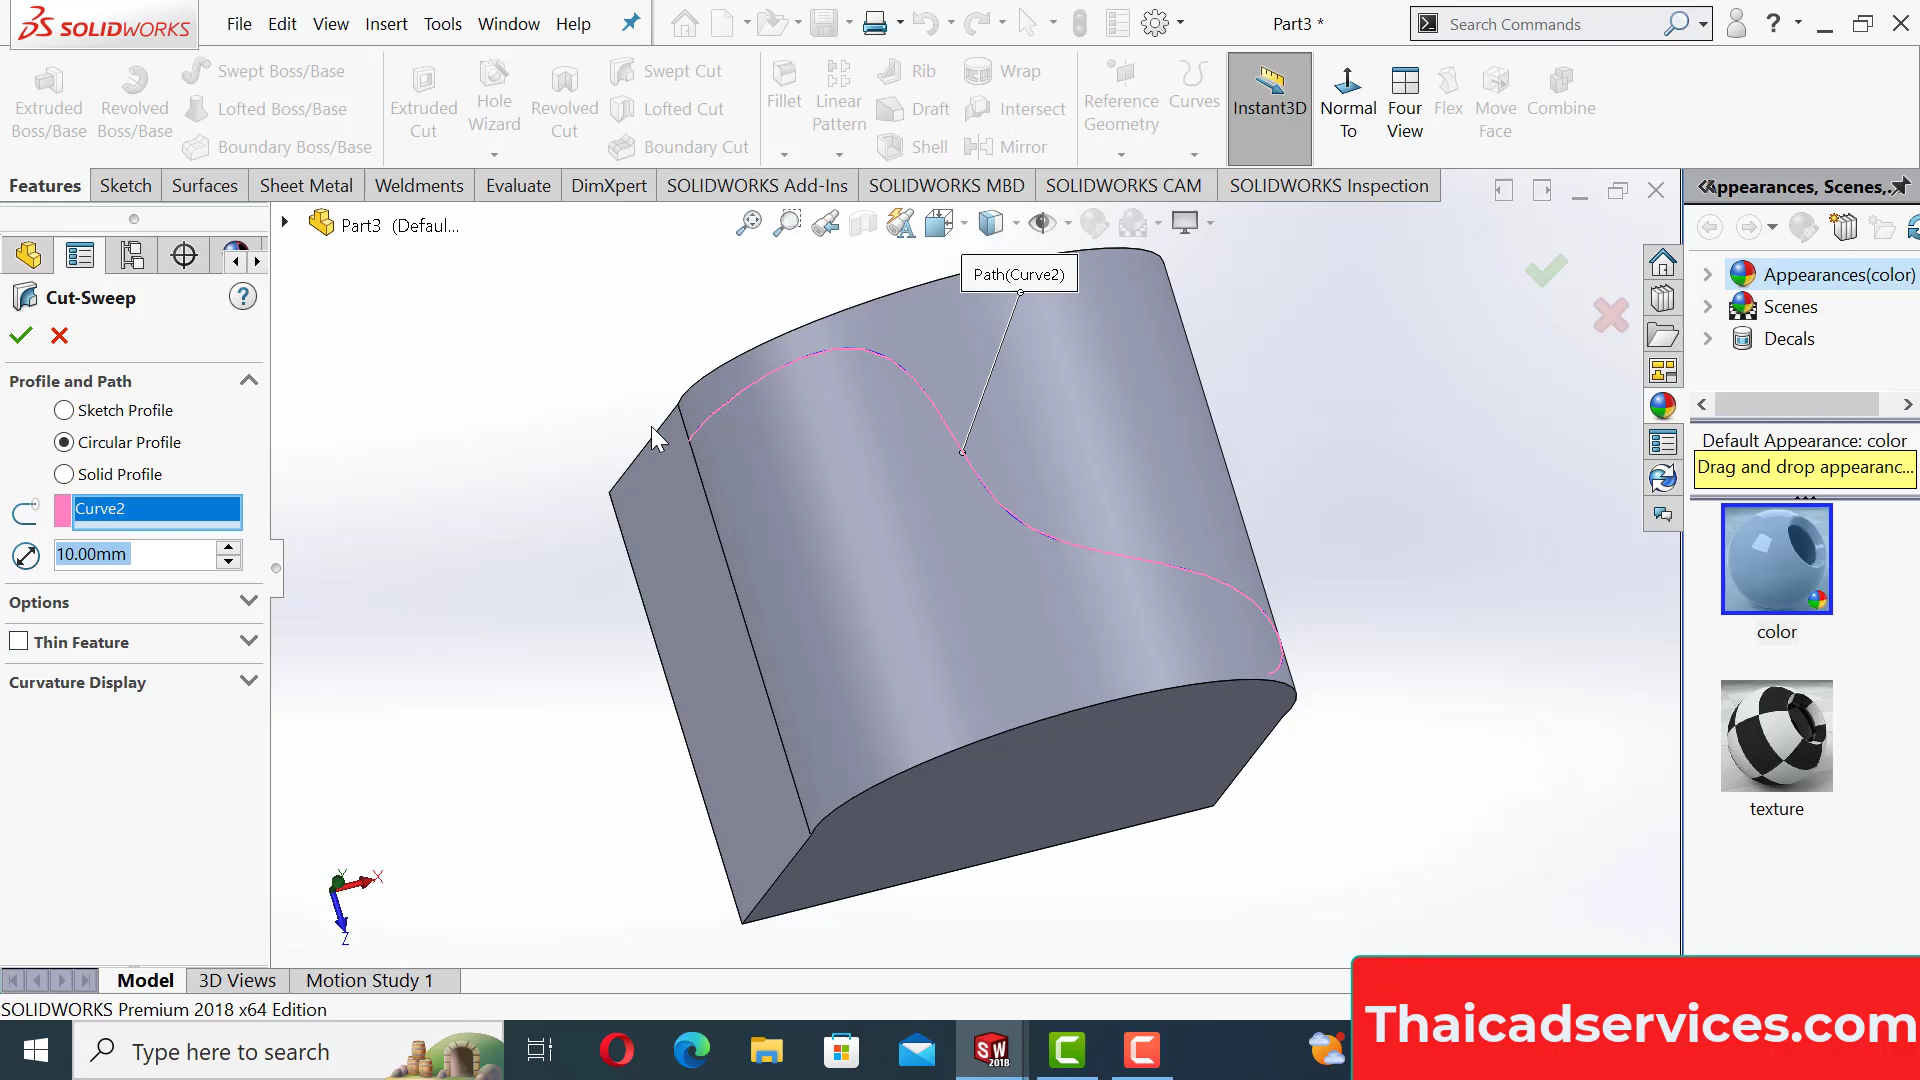 SOLIDWORKS File Edit View Insert Tools Window Help Part3 * Search Commands
Extruded Boss/Base
Revolved Boss/Base
Swept Boss/Base
Lofted Boss/Base
Boundary Boss/Base
Extruded Cut
Hole Wizard
Revolved Cut
Swept Cut
Lofted Cut
Boundary Cut
Fillet
Linear Pattern
Rib
Draft
Shell
Wrap
Intersect
Mirror
Reference Geometry
Curves
Instant3D
Normal To
Four View
Flex
Move Face
Combine
Features Sketch Surfaces Sheet Metal Weldments Evaluate DimXpert SOLIDWORKS Add-Ins SOLIDWORKS MBD SOLIDWORKS CAM SOLIDWORKS Inspection
Part3 (Defaul...
Cut-Sweep
Profile and Path
Sketch Profile
Circular Profile
Solid Profile
Curve2
10.00mm
Options
Thin Feature
Curvature Display
Path(Curve2)
X
Y
Z
ppearances, Scenes,...
Appearances(color)
Scenes
Decals
Default Appearance: color
Drag and drop appearanc...
color
texture
Model 3D Views Motion Study 1
SOLIDWORKS Premium 2018 x64 Edition
Type here to search
SW
2018
Thaicadservices.com